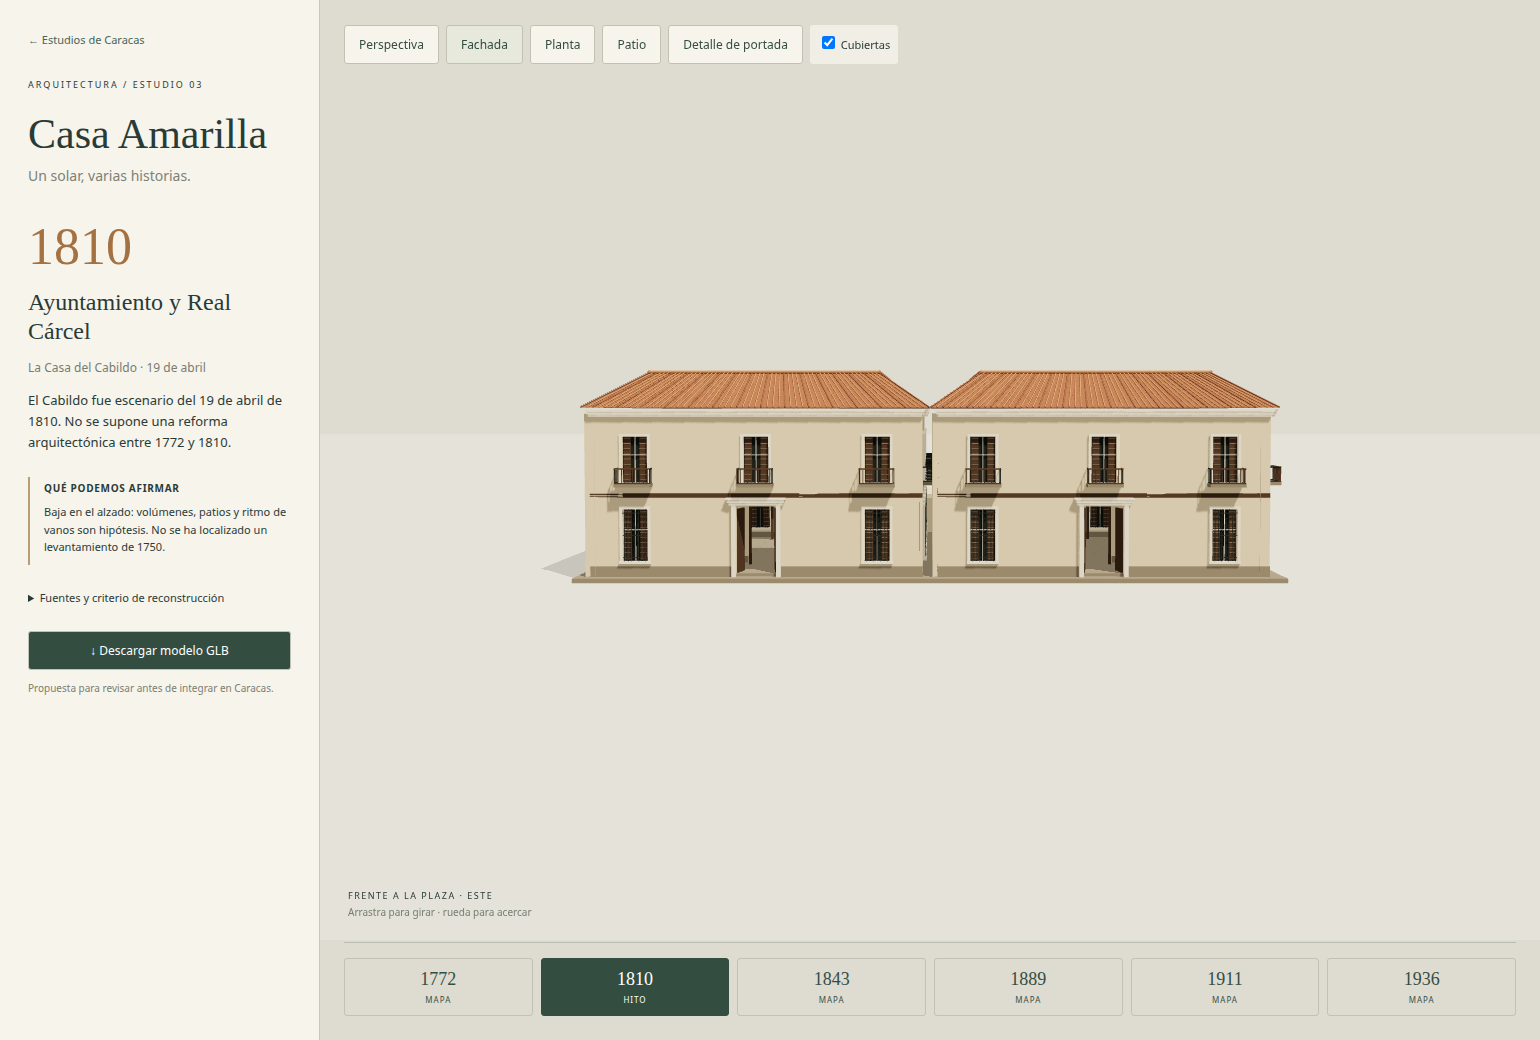 ← Estudios de Caracas
ARQUITECTURA / ESTUDIO 03
Casa Amarilla
Un solar, varias historias.
1810
Ayuntamiento y Real
Cárcel
La Casa del Cabildo · 19 de abril
El Cabildo fue escenario del 19 de abril de
1810. No se supone una reforma
arquitectónica entre 1772 y 1810.
QUÉ PODEMOS AFIRMAR
Baja en el alzado: volúmenes, patios y ritmo de
vanos son hipótesis. No se ha localizado un
levantamiento de 1750.
▶ Fuentes y criterio de reconstrucción
↓ Descargar modelo GLB
Propuesta para revisar antes de integrar en Caracas.
Perspectiva
Fachada
Planta
Patio
Detalle de portada
Cubiertas
FRENTE A LA PLAZA · ESTE
Arrastra para girar · rueda para acercar
1772
MAPA
1810
HITO
1843
MAPA
1889
MAPA
1911
MAPA
1936
MAPA